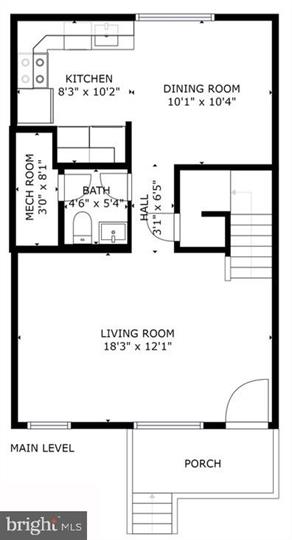 KITCHEN
8'3" x 10'2"
DINING ROOM
10'1" x 10'4"
MECH ROOM
3'0" x 8'1"
BATH
4'6" x 5'4"
HALL
3'1" x 6'5"
LIVING ROOM
18'3" x 12'1"
MAIN LEVEL
PORCH
bright MLS